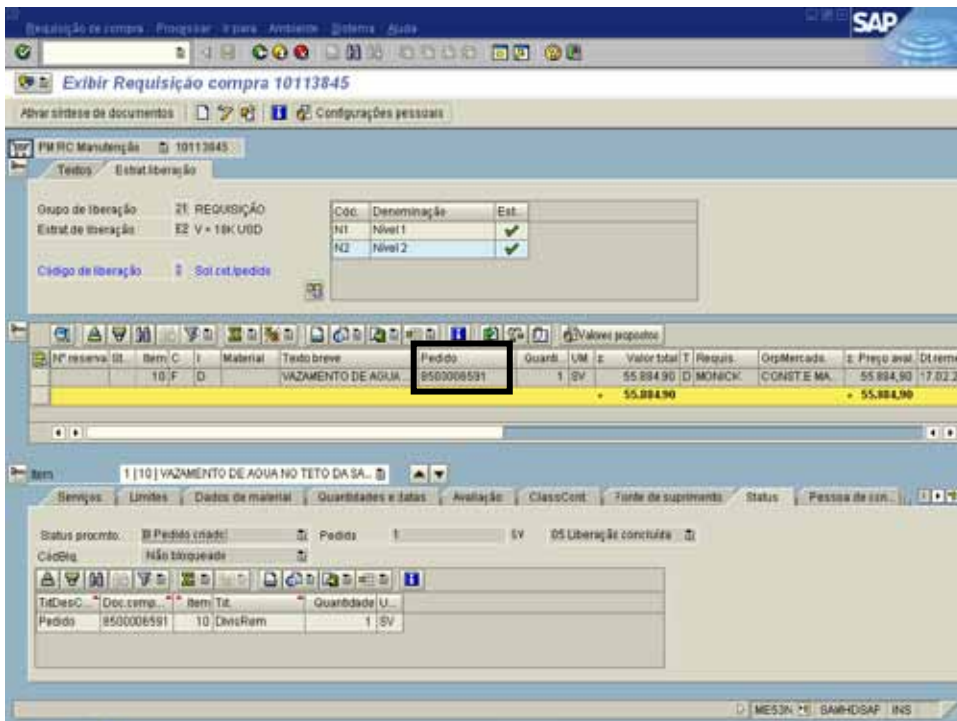 Requisição de compra Processar Ir para Ambiente Sistema Ajuda
SAP
Exibir Requisição compra 10113845
Ativar síntese de documentos Configurações pessoais
PM RC Manutenção 10113845
Textos Estrat.liberação
Grupo de liberação 21 REQUISIÇÃO
Cód. Denominação Est.
Estrat.de liberação E2 V < 18K USD
N1 Nível 1
N2 Nível 2
Código de liberação Sol.cot./pedido
Valores propostos
Nº reserva Item C I Material Texto breve Pedido Quanti. UM Σ Valor total T Requis. GrpMercads. Σ Preço aval. Dt.reme
10 F D VAZAMENTO DE AGUA 8500006591 1 SV 55.884,90 D MONICK CONST.E MA. 55.884,90 17.02.2
55.884,90 55.884,90
Item 1 [ 10 ] VAZAMENTO DE AGUA NO TETO DA SA...
Serviços Limites Dados de material Quantidades e datas Avaliação ClassCont. Fonte de suprimento Status Pessoa de con...
Status procmto. B Pedido criado Pedido 1 SV 05 Liberação concluída
CódBlq. Não bloqueado
TitDesC... Doc.comp... Item Tit. Quantidade U...
Pedido 8500006591 10 DivisRem 1 SV
ME53N SAMHDSAP INS